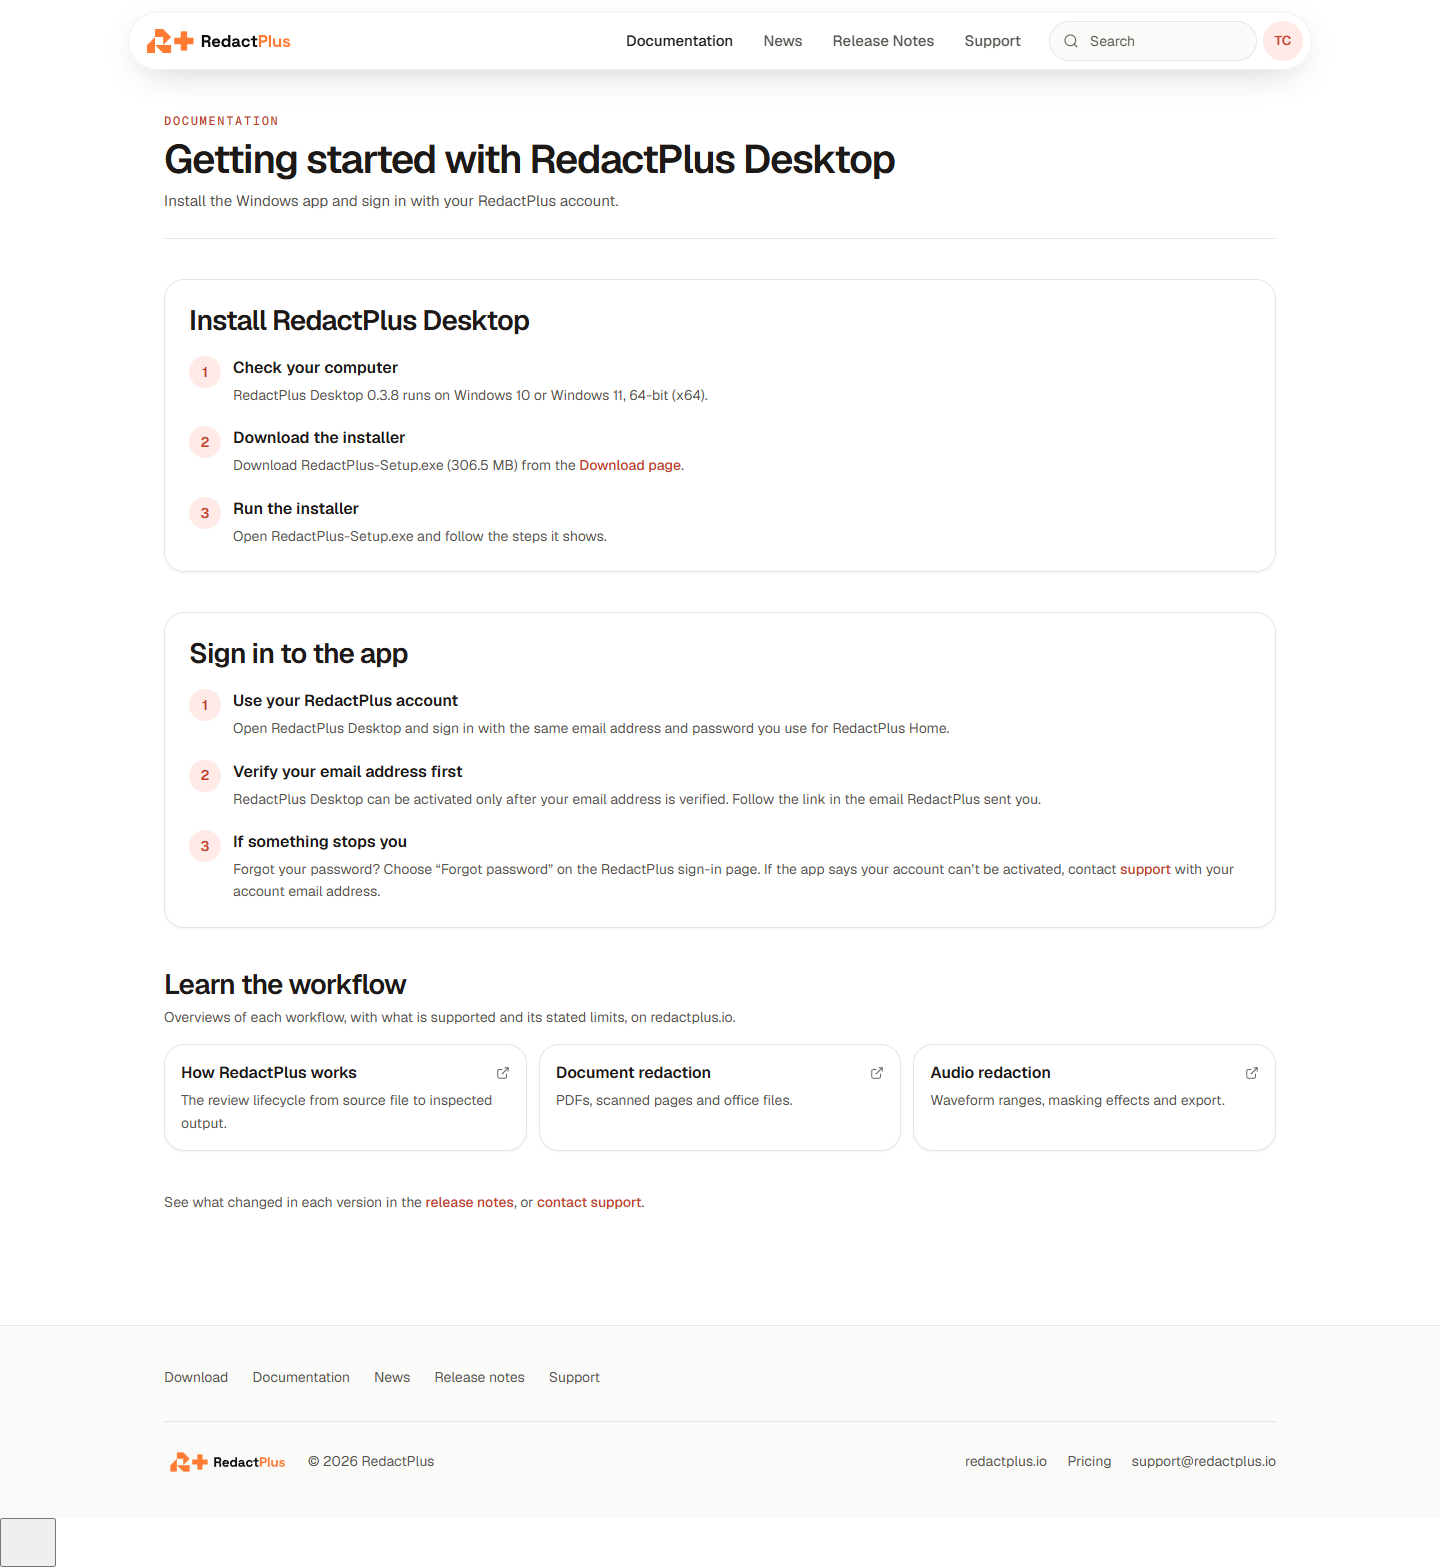 RedactPlus
Documentation
News
Release Notes
Support
Search
TC
DOCUMENTATION
Getting started with RedactPlus Desktop
Install the Windows app and sign in with your RedactPlus account.
Install RedactPlus Desktop
1
Check your computer
RedactPlus Desktop 0.3.8 runs on Windows 10 or Windows 11, 64-bit (x64).
2
Download the installer
Download RedactPlus-Setup.exe (306.5 MB) from the Download page.
3
Run the installer
Open RedactPlus-Setup.exe and follow the steps it shows.
Sign in to the app
1
Use your RedactPlus account
Open RedactPlus Desktop and sign in with the same email address and password you use for RedactPlus Home.
2
Verify your email address first
RedactPlus Desktop can be activated only after your email address is verified. Follow the link in the email RedactPlus sent you.
3
If something stops you
Forgot your password? Choose “Forgot password” on the RedactPlus sign-in page. If the app says your account can’t be activated, contact support with your
account email address.
Learn the workflow
Overviews of each workflow, with what is supported and its stated limits, on redactplus.io.
How RedactPlus works
The review lifecycle from source file to inspected
output.
Document redaction
PDFs, scanned pages and office files.
Audio redaction
Waveform ranges, masking effects and export.
See what changed in each version in the release notes, or contact support.
Download
Documentation
News
Release notes
Support
RedactPlus
© 2026 RedactPlus
redactplus.io
Pricing
support@redactplus.io